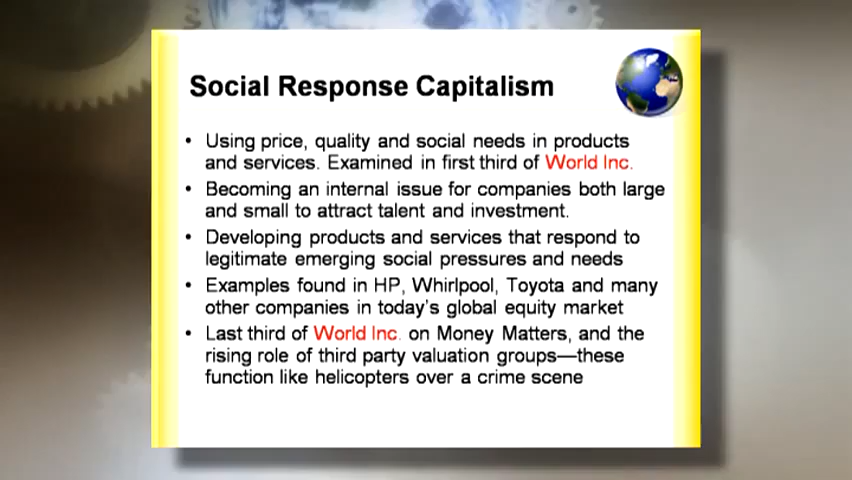 Social Response Capitalism
• Using price, quality and social needs in products
and services. Examined in first third of World Inc.
• Becoming an internal issue for companies both large
and small to attract talent and investment.
• Developing products and services that respond to
legitimate emerging social pressures and needs
• Examples found in HP, Whirlpool, Toyota and many
other companies in today's global equity market
• Last third of World Inc. on Money Matters, and the
rising role of third party valuation groups—these
function like helicopters over a crime scene